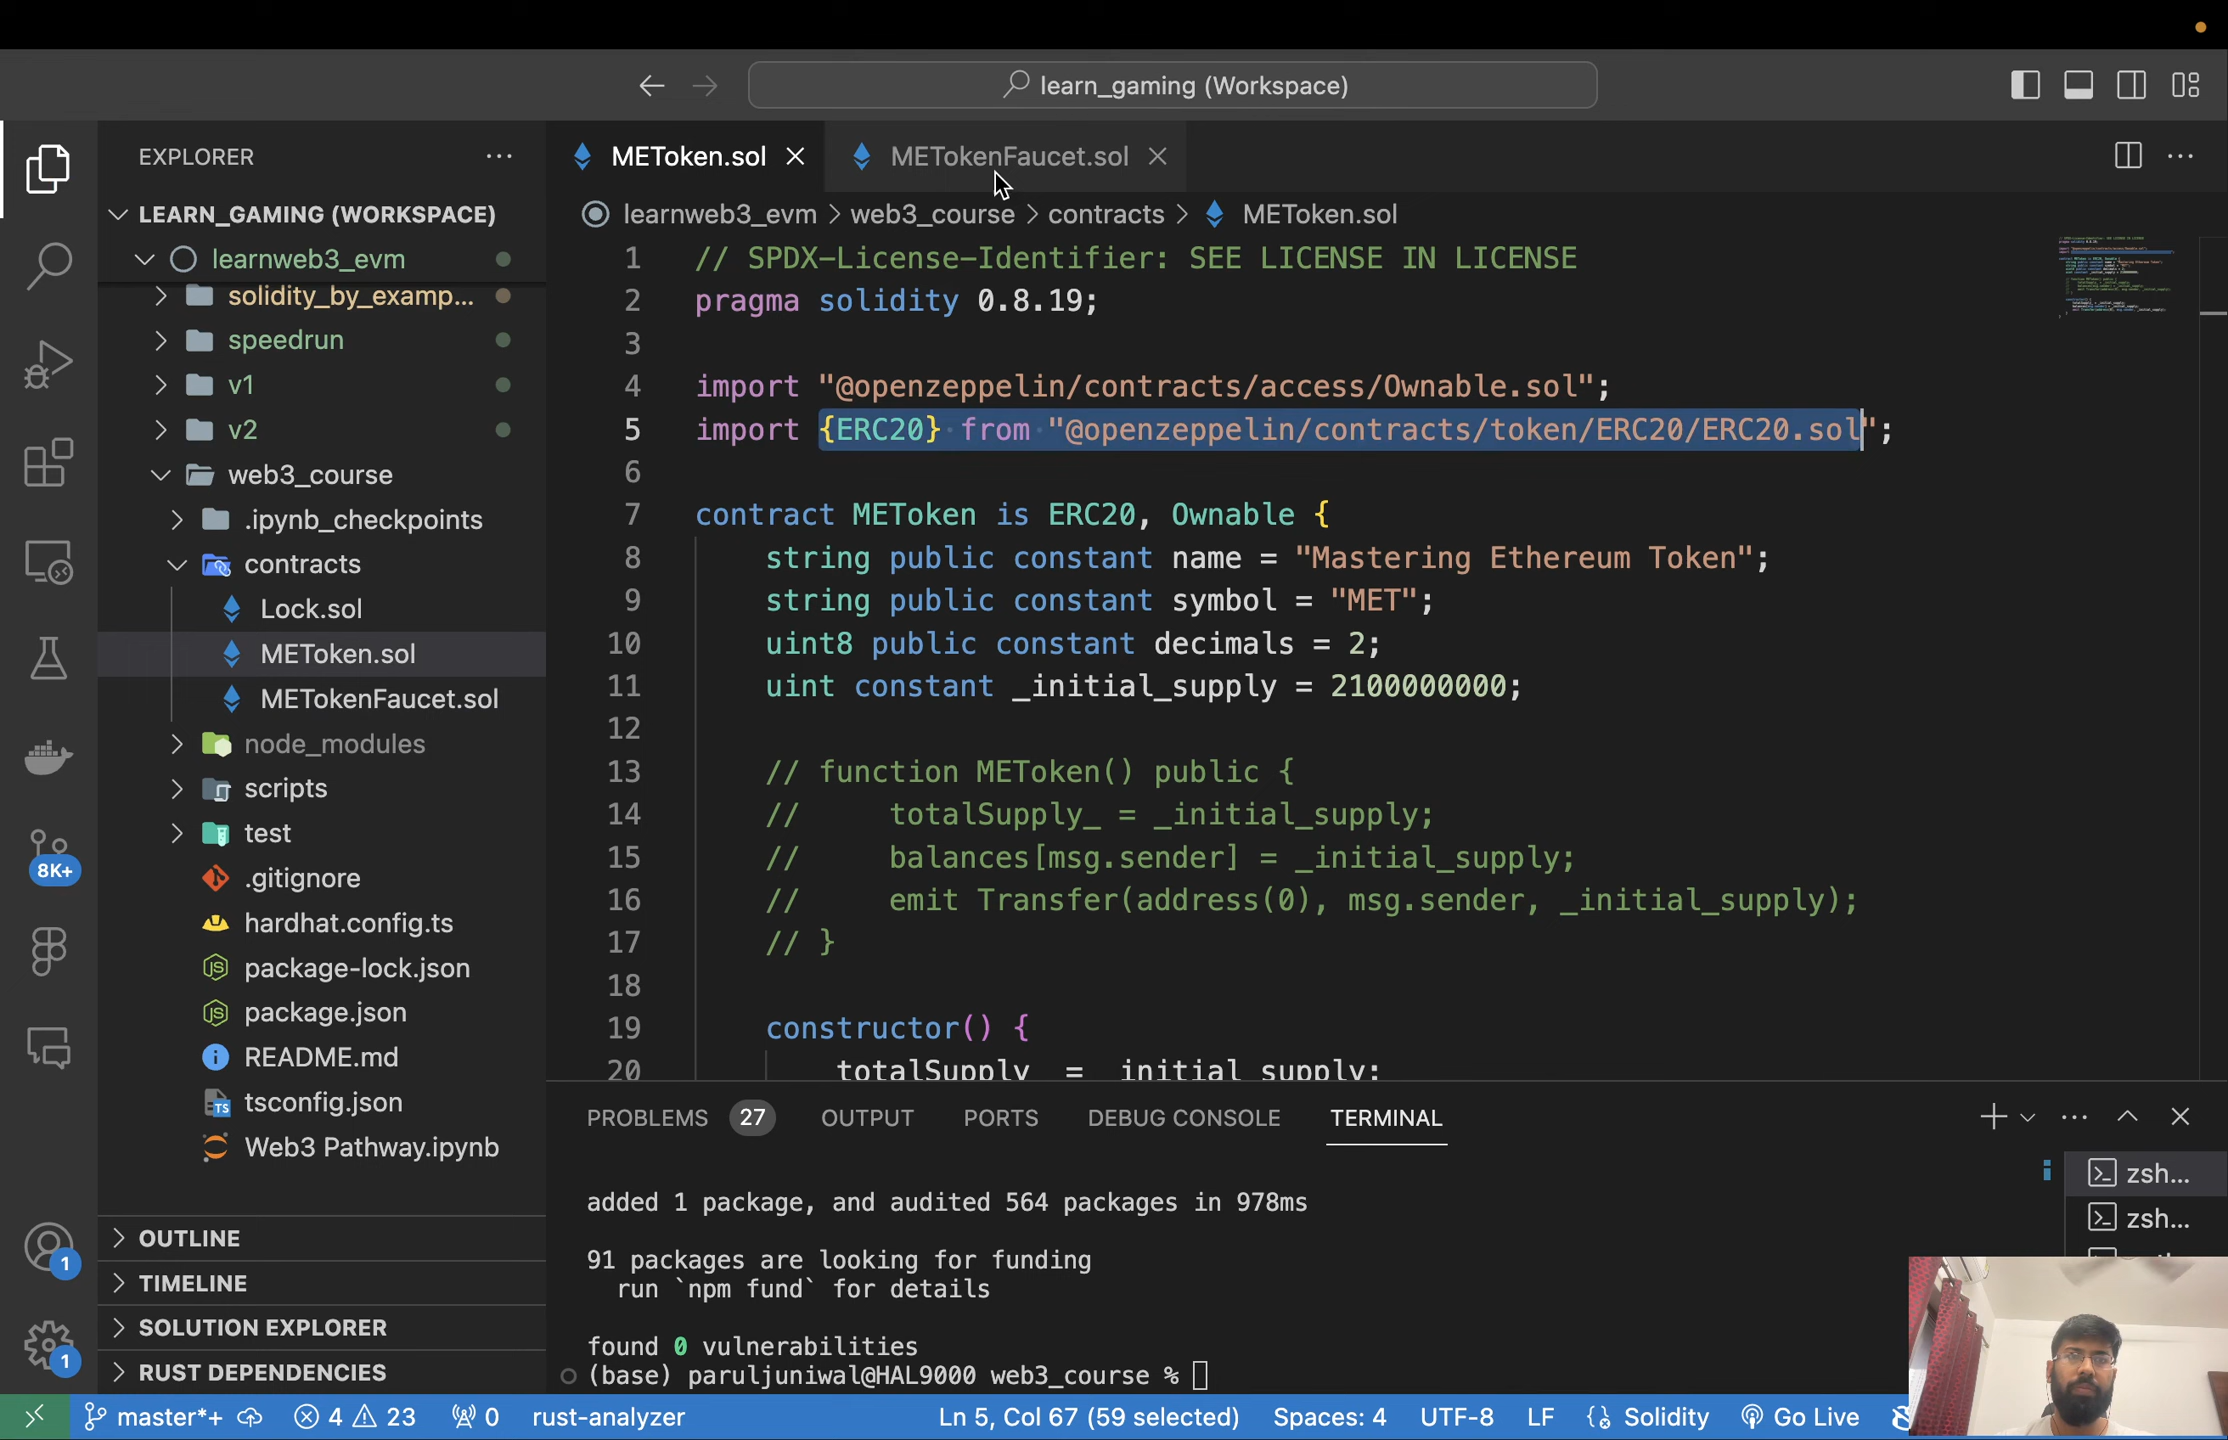 learn_gaming (Workspace)
EXPLORER
LEARN_GAMING (WORKSPACE)
learnweb3_evm
solidity_by_examp...
speedrun
v1
v2
web3_course
.ipynb_checkpoints
contracts
Lock.sol
METoken.sol
METokenFaucet.sol
node_modules
scripts
test
.gitignore
hardhat.config.ts
package-lock.json
package.json
README.md
tsconfig.json
Web3 Pathway.ipynb
OUTLINE
TIMELINE
SOLUTION EXPLORER
RUST DEPENDENCIES
8K+
1
1
METoken.sol
METokenFaucet.sol
learnweb3_evm > web3_course > contracts > METoken.sol
1 // SPDX-License-Identifier: SEE LICENSE IN LICENSE
2 pragma solidity 0.8.19;
3
4 import "@openzeppelin/contracts/access/Ownable.sol";
5 import {ERC20} from "@openzeppelin/contracts/token/ERC20/ERC20.sol";
6
7 contract METoken is ERC20, Ownable {
8 string public constant name = "Mastering Ethereum Token";
9 string public constant symbol = "MET";
10 uint8 public constant decimals = 2;
11 uint constant _initial_supply = 2100000000;
12
13 // function METoken() public {
14 // totalSupply_ = _initial_supply;
15 // balances[msg.sender] = _initial_supply;
16 // emit Transfer(address(0), msg.sender, _initial_supply);
17 // }
18
19 constructor() {
20 totalSupply_ = _initial_supply;
PROBLEMS 27 OUTPUT PORTS DEBUG CONSOLE TERMINAL
added 1 package, and audited 564 packages in 978ms
91 packages are looking for funding
run `npm fund` for details
found 0 vulnerabilities
(base) paruljuniwal@HAL9000 web3_course %
zsh...
zsh...
master*+ 4 23 0 rust-analyzer Ln 5, Col 67 (59 selected) Spaces: 4 UTF-8 LF Solidity Go Live